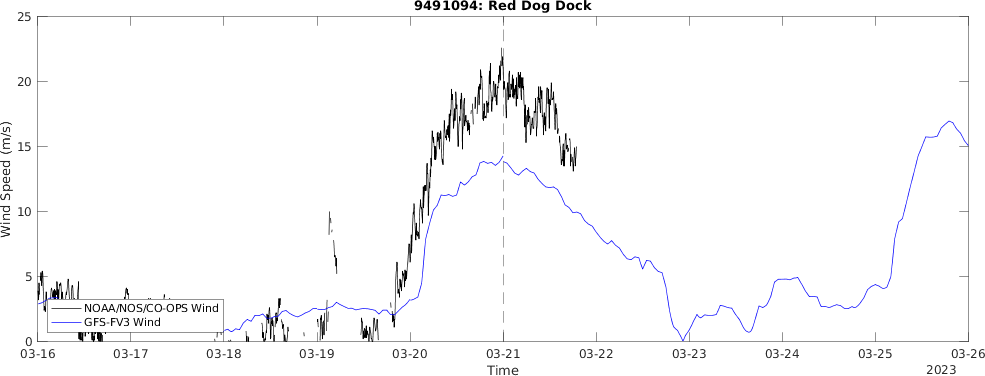 9491094: Red Dog Dock
25
20
15
10
5
0
Wind Speed (m/s)
NOAA/NOS/CO-OPS Wind
GFS-FV3 Wind
03-16 03-17 03-18 03-19 03-20 03-21 03-22 03-23 03-24 03-25 03-26
Time
2023